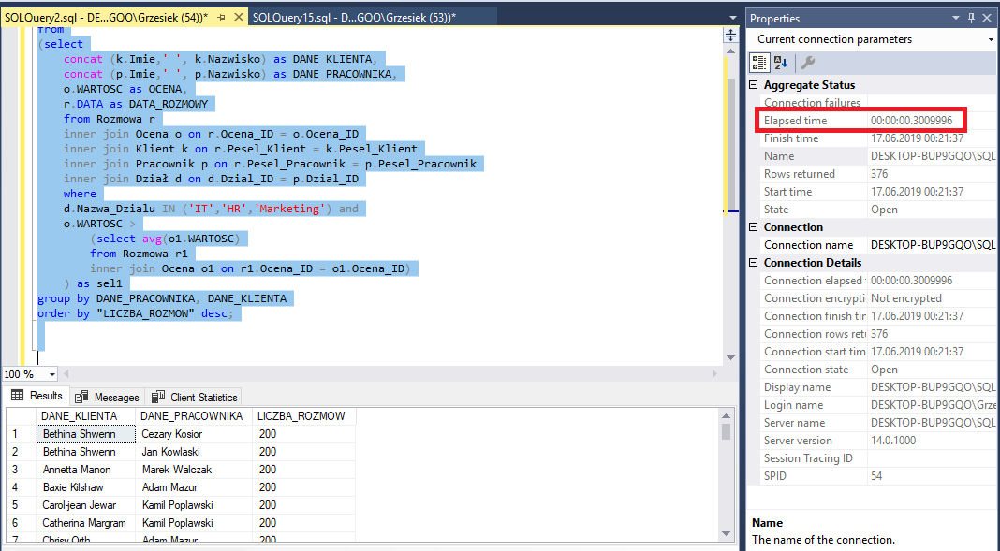 SQLQuery2.sql - DE...GQO\Grzesiek (54))*
SQLQuery15.sql - D...GQO\Grzesiek (53))*
from
(select
concat (k.Imie,' ', k.Nazwisko) as DANE_KLIENTA,
concat (p.Imie,' ', p.Nazwisko) as DANE_PRACOWNIKA,
o.WARTOSC as OCENA,
r.DATA as DATA_ROZMOWY
from Rozmowa r
inner join Ocena o on r.Ocena_ID = o.Ocena_ID
inner join Klient k on r.Pesel_Klient = k.Pesel_Klient
inner join Pracownik p on r.Pesel_Pracownik = p.Pesel_Pracownik
inner join Dział d on d.Dzial_ID = p.Dzial_ID
where
d.Nazwa_Dzialu IN ('IT','HR','Marketing') and
o.WARTOSC >
(select avg(o1.WARTOSC)
from Rozmowa r1
inner join Ocena o1 on r1.Ocena_ID = o1.Ocena_ID)
) as sel1
group by DANE_PRACOWNIKA, DANE_KLIENTA
order by "LICZBA_ROZMOW" desc;
100 %
Results Messages Client Statistics
DANE_KLIENTA DANE_PRACOWNIKA LICZBA_ROZMOW
1 Bethina Shwenn Cezary Kosior 200
2 Bethina Shwenn Jan Kowlaski 200
3 Annetta Manon Marek Walczak 200
4 Baxie Kilshaw Adam Mazur 200
5 Carol-jean Jewar Kamil Poplawski 200
6 Catherina Margram Kamil Poplawski 200
7 Chrisy Orth Adam Mazur 200
Properties
Current connection parameters
Aggregate Status
Connection failures
Elapsed time 00:00:00.3009996
Finish time 17.06.2019 00:21:37
Name DESKTOP-BUP9GQO\SQL
Rows returned 376
Start time 17.06.2019 00:21:37
State Open
Connection
Connection name DESKTOP-BUP9GQO\SQL
Connection Details
Connection elapsed 00:00:00.3009996
Connection encrypti Not encrypted
Connection finish tir 17.06.2019 00:21:37
Connection rows retu 376
Connection start tim 17.06.2019 00:21:37
Connection state Open
Display name DESKTOP-BUP9GQO\SQL
Login name DESKTOP-BUP9GQO\Grze
Server name DESKTOP-BUP9GQO\SQL
Server version 14.0.1000
Session Tracing ID
SPID 54
Name
The name of the connection.